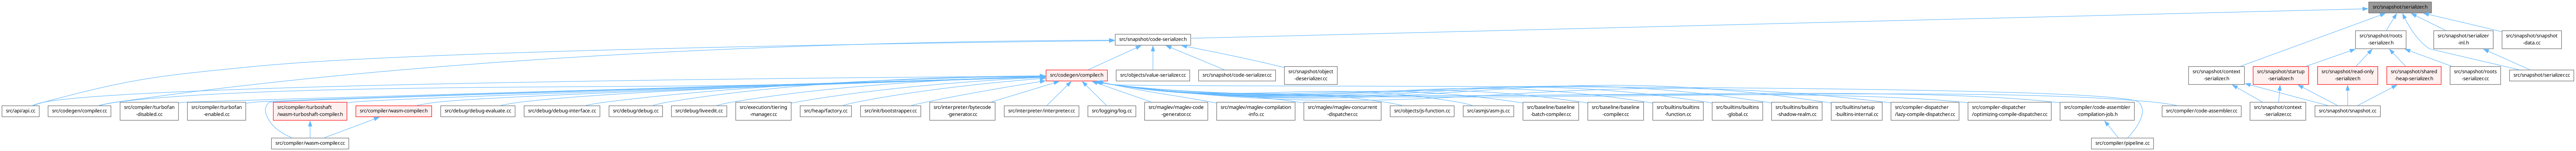 src/snapshot/serializer.h
src/snapshot/code-serializer.h
src/snapshot/roots
-serializer.h
src/snapshot/serializer
-inl.h
src/snapshot/snapshot
-data.cc
src/codegen/compiler.h
src/objects/value-serializer.cc
src/snapshot/code-serializer.cc
src/snapshot/object
-deserializer.cc
src/snapshot/context
-serializer.h
src/snapshot/startup
-serializer.h
src/snapshot/read-only
-serializer.h
src/snapshot/shared
-heap-serializer.h
src/snapshot/roots
-serializer.cc
src/snapshot/serializer.cc
src/api/api.cc
src/codegen/compiler.cc
src/compiler/turbofan
-disabled.cc
src/compiler/turbofan
-enabled.cc
src/compiler/turboshaft
/wasm-turboshaft-compiler.h
src/compiler/wasm-compiler.h
src/debug/debug-evaluate.cc
src/debug/debug-interface.cc
src/debug/debug.cc
src/debug/liveedit.cc
src/execution/tiering
-manager.cc
src/heap/factory.cc
src/init/bootstrapper.cc
src/interpreter/bytecode
-generator.cc
src/interpreter/interpreter.cc
src/logging/log.cc
src/maglev/maglev-code
-generator.cc
src/maglev/maglev-compilation
-info.cc
src/maglev/maglev-concurrent
-dispatcher.cc
src/objects/js-function.cc
src/asmjs/asm-js.cc
src/baseline/baseline
-batch-compiler.cc
src/baseline/baseline
-compiler.cc
src/builtins/builtins
-function.cc
src/builtins/builtins
-global.cc
src/builtins/builtins
-shadow-realm.cc
src/builtins/setup
-builtins-internal.cc
src/compiler-dispatcher
/lazy-compile-dispatcher.cc
src/compiler-dispatcher
/optimizing-compile-dispatcher.cc
src/compiler/code-assembler
-compilation-job.h
src/compiler/code-assembler.cc
src/snapshot/context
-serializer.cc
src/snapshot/snapshot.cc
src/compiler/wasm-compiler.cc
src/compiler/pipeline.cc